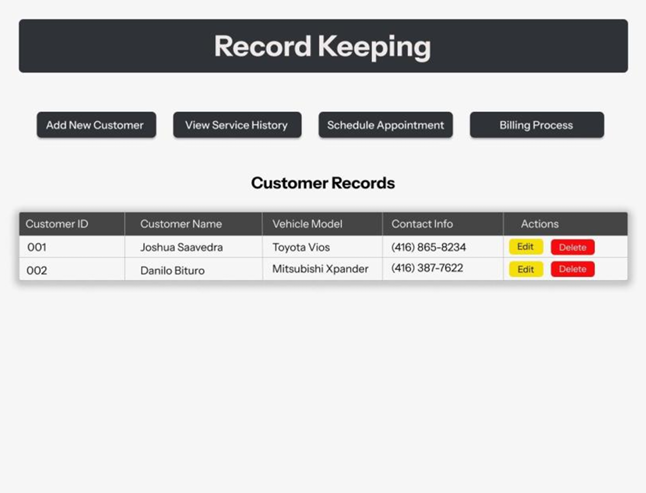 Record Keeping
Add New Customer View Service History Schedule Appointment Billing Process
Customer Records
Customer ID Customer Name Vehicle Model Contact Info Actions
001 Joshua Saavedra Toyota Vios (416) 865-8234 Edit Delete
002 Danilo Bituro Mitsubishi Xpander (416) 387-7622 Edit Delete